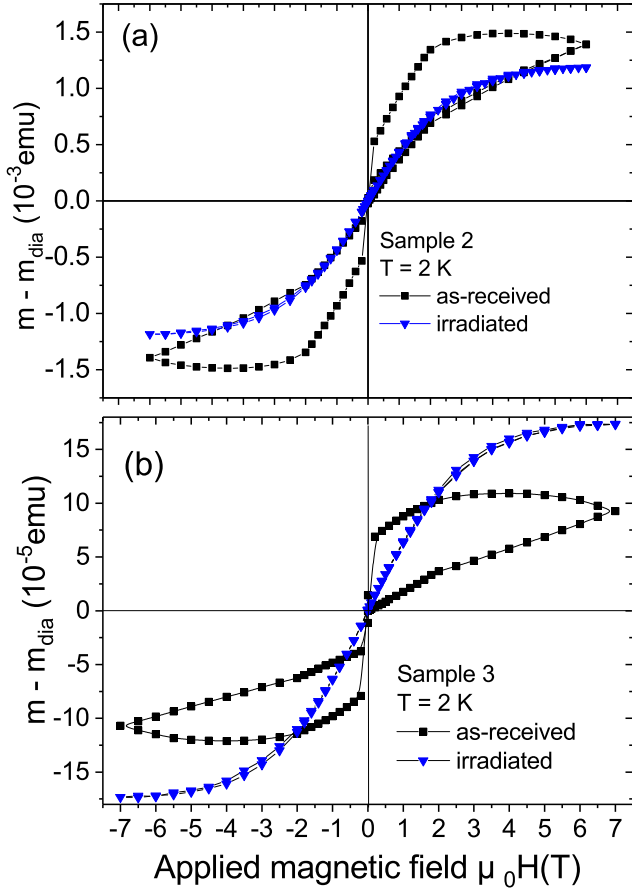 (a)
1.5
1.0
0.5
0.0
-0.5
-1.0
-1.5
m - m_dia (10^-3 emu)
Sample 2
T = 2 K
as-received
irradiated
(b)
15
10
5
0
-5
-10
-15
m - m_dia (10^-5 emu)
Sample 3
T = 2 K
as-received
irradiated
-7 -6 -5 -4 -3 -2 -1 0 1 2 3 4 5 6 7
Applied magnetic field μ_0H(T)